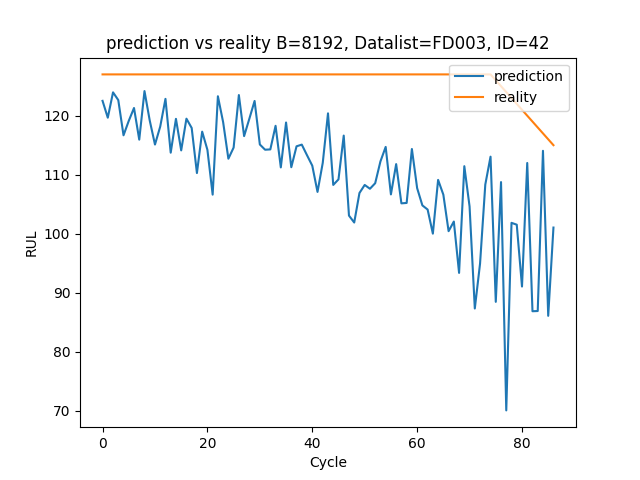 prediction vs reality B=8192, Datalist=FD003, ID=42
prediction
reality
120
110
100
90
80
70
RUL
0 20 40 60 80
Cycle